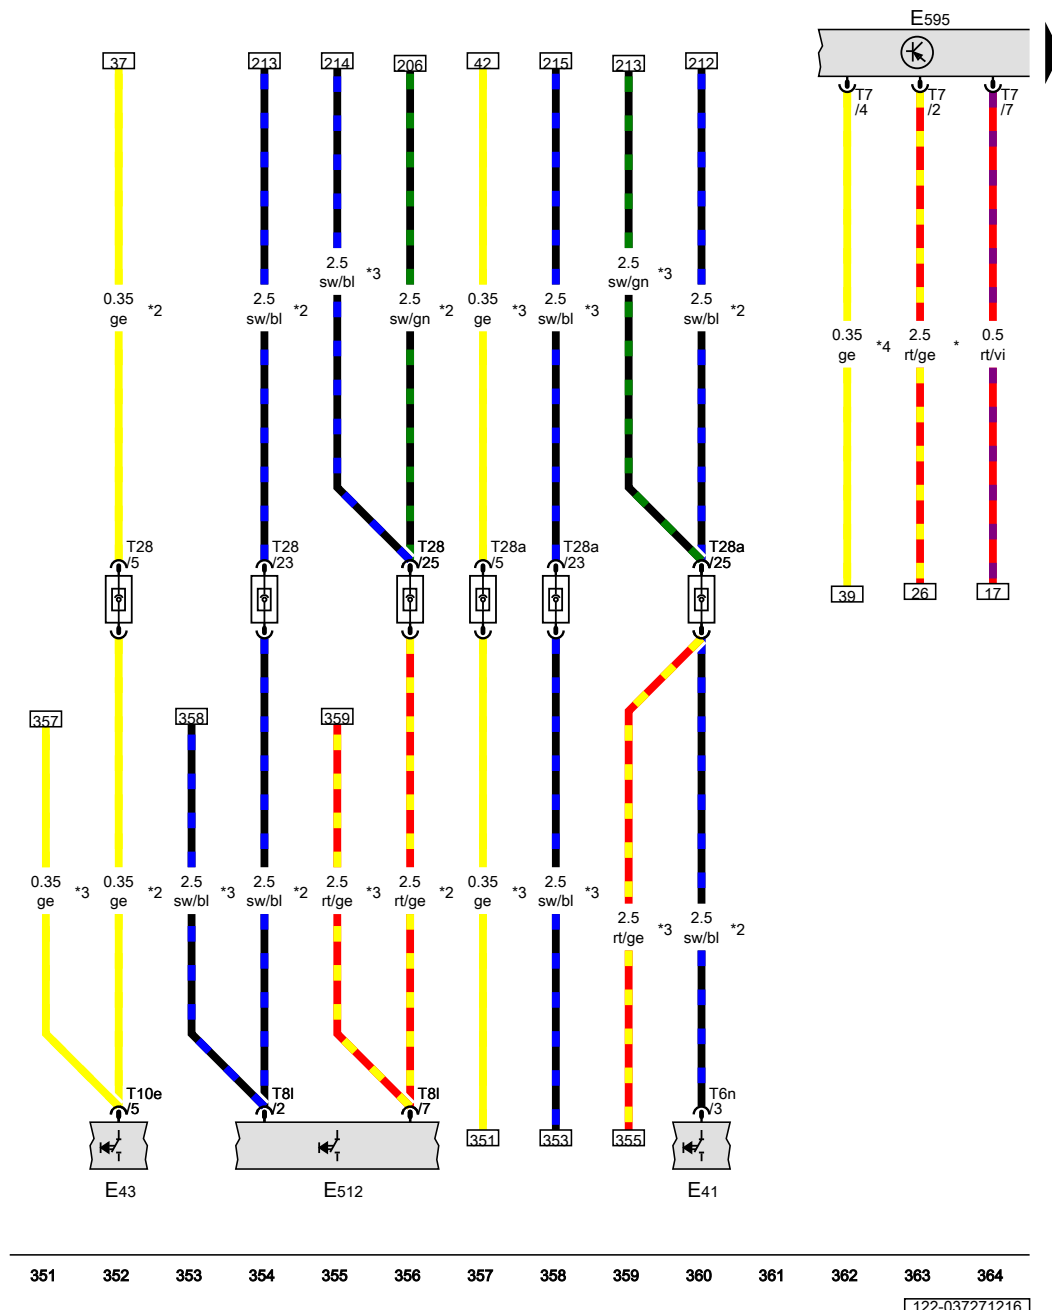 E595
37
213
214
206
42
215
213
212
T7
/4
T7
/2
T7
/7
2.5
sw/bl
*3
2.5
sw/gn
*3
0.35
ge
*2
2.5
sw/bl
*2
2.5
sw/gn
*2
0.35
ge
*3
2.5
sw/bl
*3
2.5
sw/bl
*2
0.35
ge
*4
2.5
rt/ge
*
0.5
rt/vi
T28
/5
T28
/23
T28
/25
T28a
/5
T28a
/23
T28a
/25
39
26
17
357
358
359
0.35
ge
*3
0.35
ge
*2
2.5
sw/bl
*3
2.5
sw/bl
*2
2.5
rt/ge
*3
2.5
rt/ge
*2
0.35
ge
*3
2.5
sw/bl
*3
2.5
rt/ge
*3
2.5
sw/bl
*2
T10e
/5
T8l
/2
T8l
/7
T6n
/3
351
353
355
E43
E512
E41
351 352 353 354 355 356 357 358 359 360 361 362 363 364
122-037271216